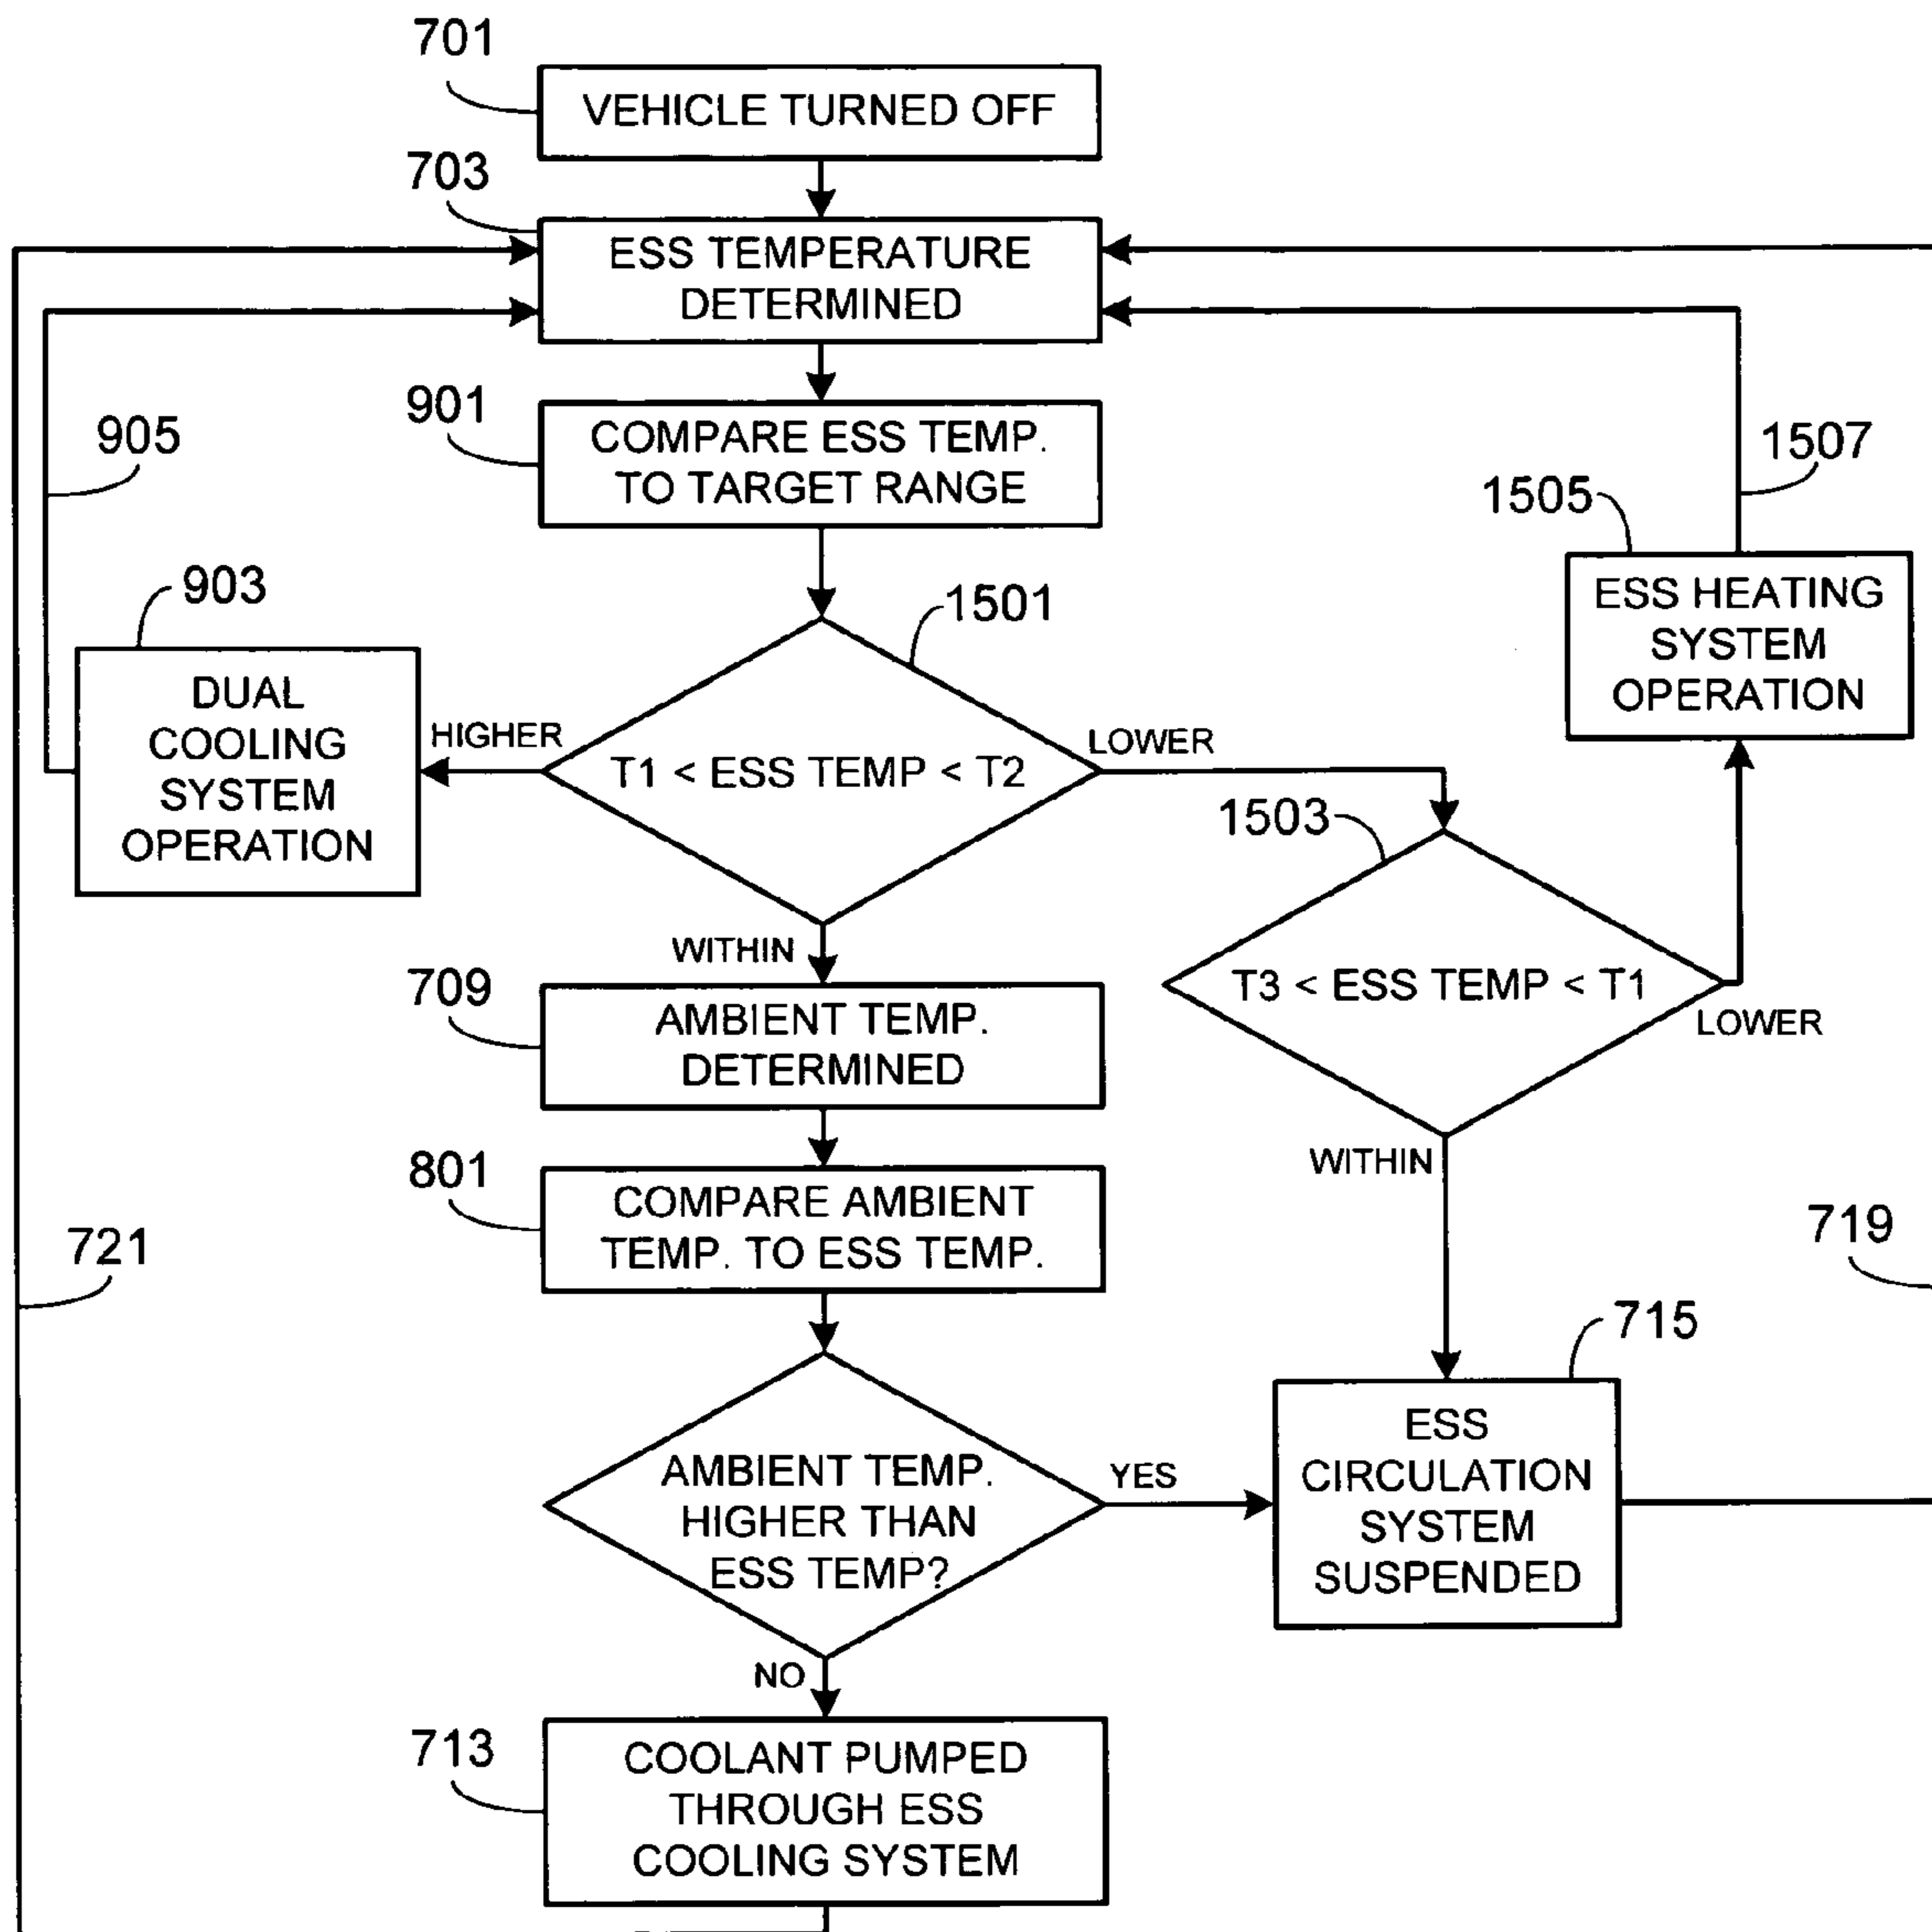 701
VEHICLE TURNED OFF
703
ESS TEMPERATURE
DETERMINED
901
COMPARE ESS TEMP.
TO TARGET RANGE
905
1507
1505
ESS HEATING
SYSTEM
OPERATION
903
DUAL
COOLING
SYSTEM
OPERATION
1501
HIGHER
T1 < ESS TEMP < T2
LOWER
1503
T3 < ESS TEMP < T1
LOWER
WITHIN
WITHIN
709
AMBIENT TEMP.
DETERMINED
801
COMPARE AMBIENT
TEMP. TO ESS TEMP.
721
719
715
ESS
CIRCULATION
SYSTEM
SUSPENDED
AMBIENT TEMP.
HIGHER THAN
ESS TEMP?
YES
NO
713
COOLANT PUMPED
THROUGH ESS
COOLING SYSTEM